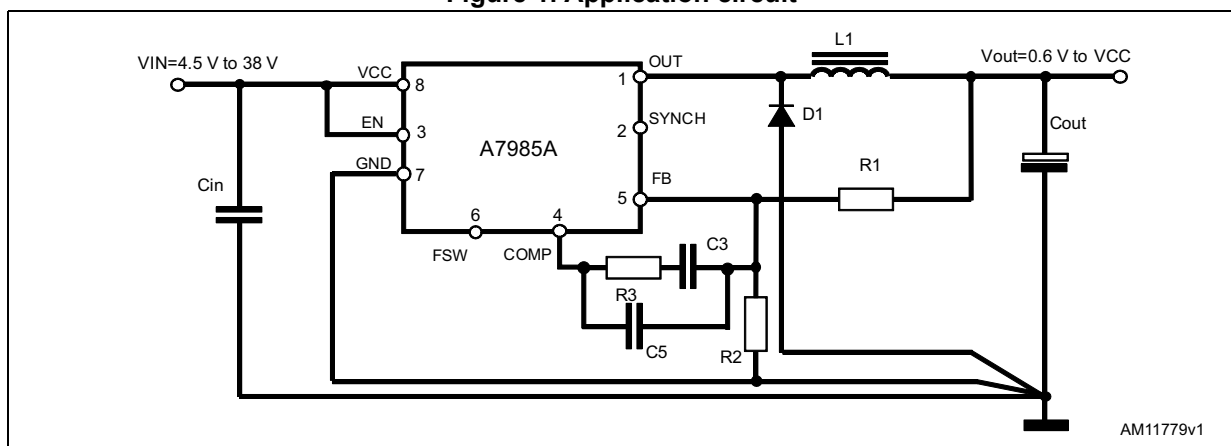 Figure 1. Application circuit
VIN=4.5 V to 38 V
VCC
8
EN
3
GND
7
A7985A
OUT
1
SYNCH
2
FB
5
6
FSW
4
COMP
L1
Vout=0.6 V to VCC
D1
Cout
R1
Cin
C3
R3
C5
R2
AM11779v1